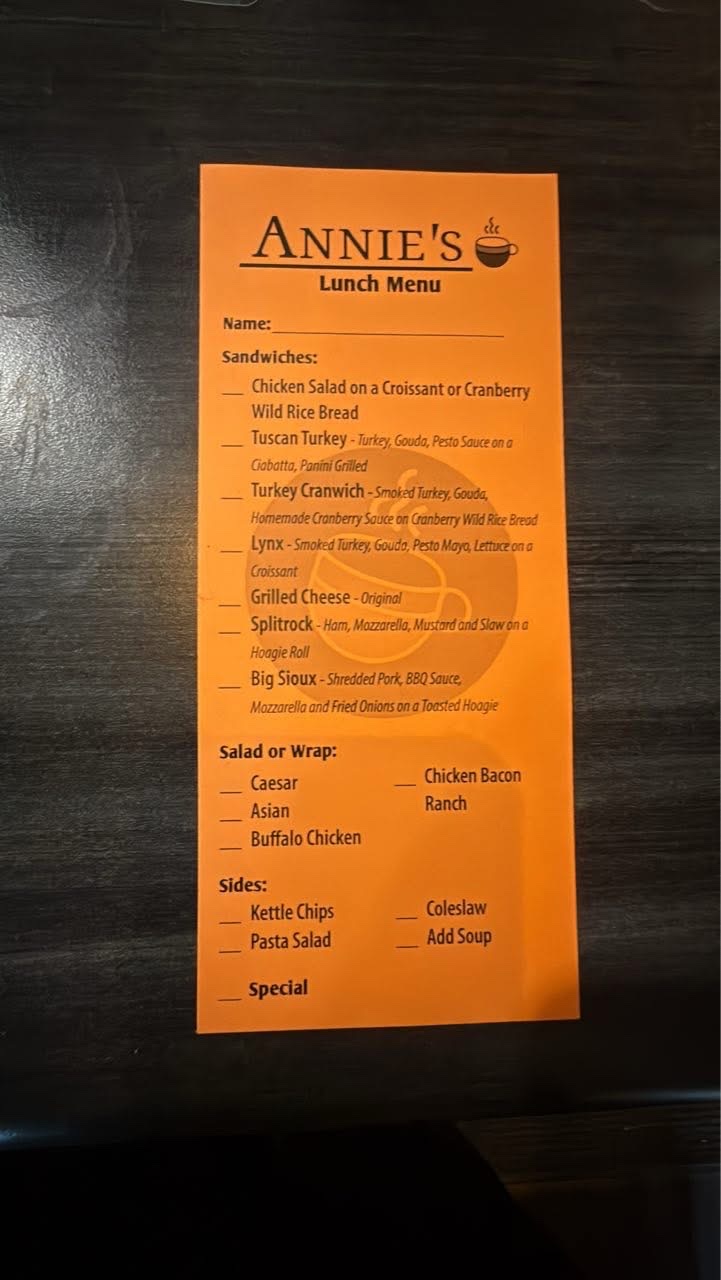 ANNIE'S
Lunch Menu
Name:
Sandwiches:
Chicken Salad on a Croissant or Cranberry
Wild Rice Bread
Tuscan Turkey - Turkey, Gouda, Pesto Sauce on a
Ciabatta, Panini Grilled
Turkey Cranwich - Smoked Turkey, Gouda,
Homemade Cranberry Sauce on Cranberry Wild Rice Bread
Lynx - Smoked Turkey, Gouda, Pesto Mayo, Lettuce on a
Croissant
Grilled Cheese - Original
Splitrock - Ham, Mozzarella, Mustard and Slaw on a
Hoagie Roll
Big Sioux - Shredded Pork, BBQ Sauce,
Mozzarella and Fried Onions on a Toasted Hoagie
Salad or Wrap:
Caesar
Asian
Buffalo Chicken
Chicken Bacon
Ranch
Sides:
Kettle Chips
Pasta Salad
Coleslaw
Add Soup
Special